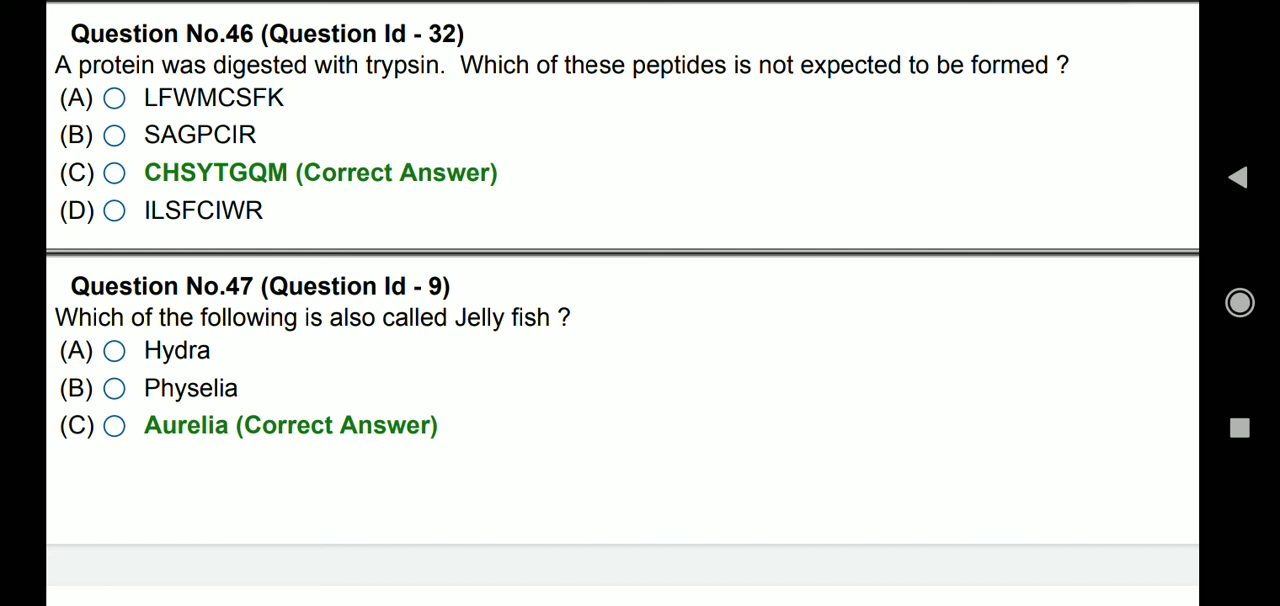 Question No.46 (Question Id - 32)
A protein was digested with trypsin. Which of these peptides is not expected to be formed ?
(A) LFWMCSFK
(B) SAGPCIR
(C) CHSYTGQM (Correct Answer)
(D) ILSFCIWR
Question No.47 (Question Id - 9)
Which of the following is also called Jelly fish ?
(A) Hydra
(B) Physelia
(C) Aurelia (Correct Answer)